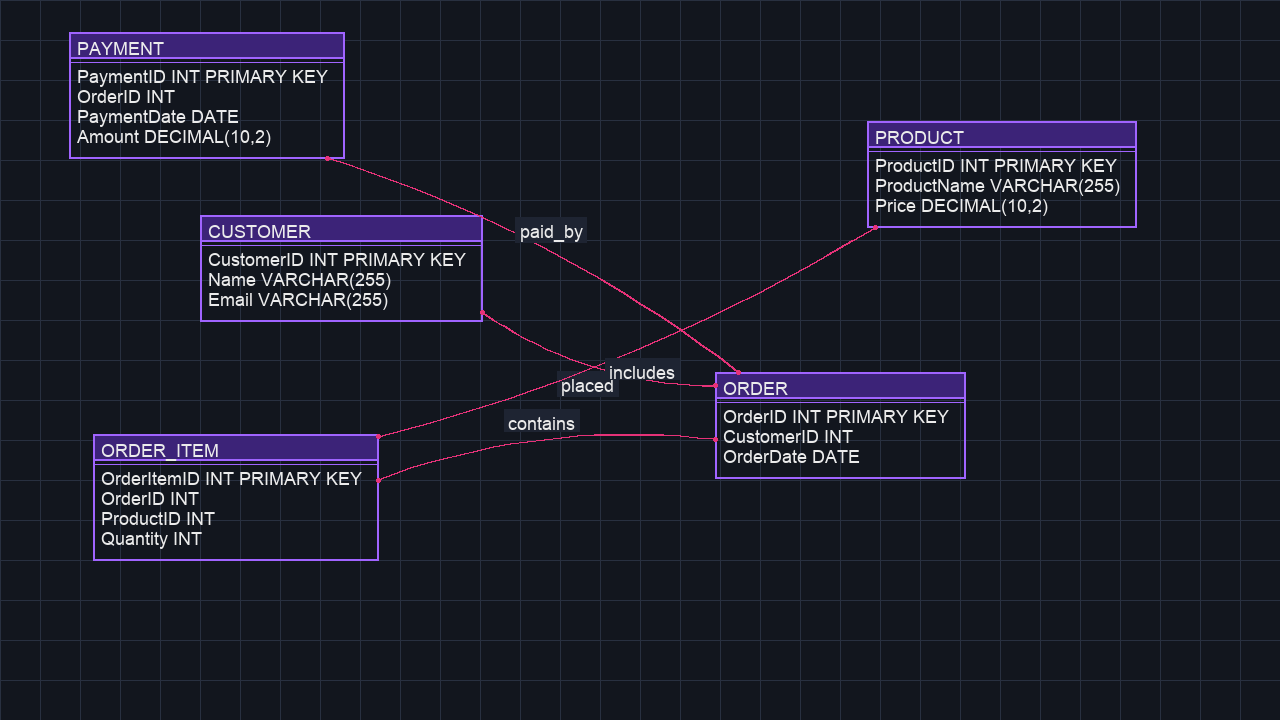 PAYMENT
PaymentID INT PRIMARY KEY
OrderID INT
PaymentDate DATE
Amount DECIMAL(10,2)
PRODUCT
ProductID INT PRIMARY KEY
ProductName VARCHAR(255)
Price DECIMAL(10,2)
CUSTOMER
CustomerID INT PRIMARY KEY
Name VARCHAR(255)
Email VARCHAR(255)
paid_by
includes
placed
contains
ORDER
OrderID INT PRIMARY KEY
CustomerID INT
OrderDate DATE
ORDER_ITEM
OrderItemID INT PRIMARY KEY
OrderID INT
ProductID INT
Quantity INT